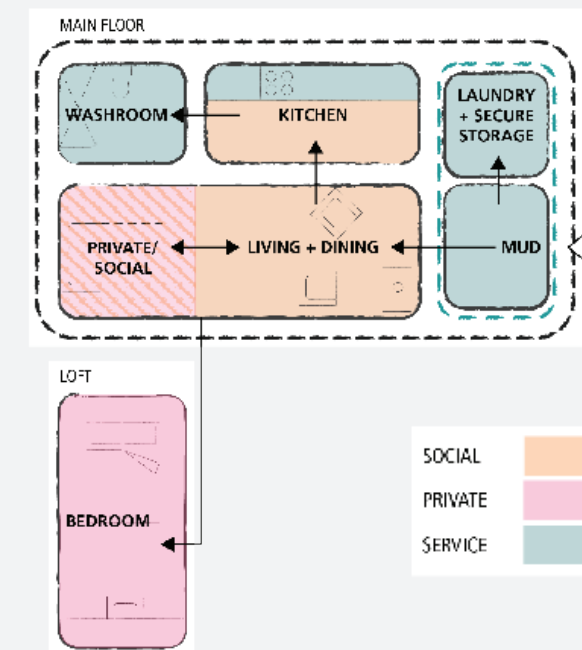 MAIN FLOOR
WASHROOM
KITCHEN
LAUNDRY
+ SECURE
STORAGE
PRIVATE/
SOCIAL
LIVING + DINING
MUD
LOFT
BEDROOM
SOCIAL
PRIVATE
SERVICE